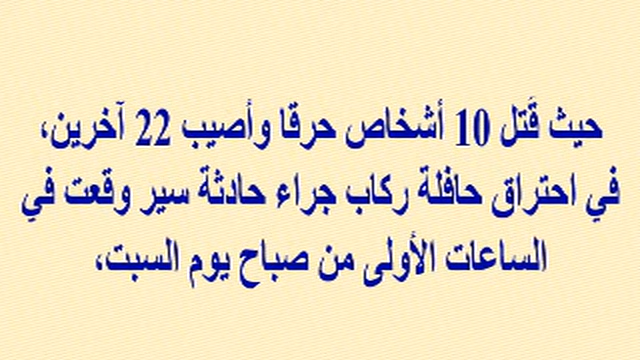 حيث قُتل 10 أشخاص حرقا وأصيب 22 آخرين،
في احتراق حافلة ركاب جراء حادثة سير وقعت في
الساعات الأولى من صباح يوم السبت،